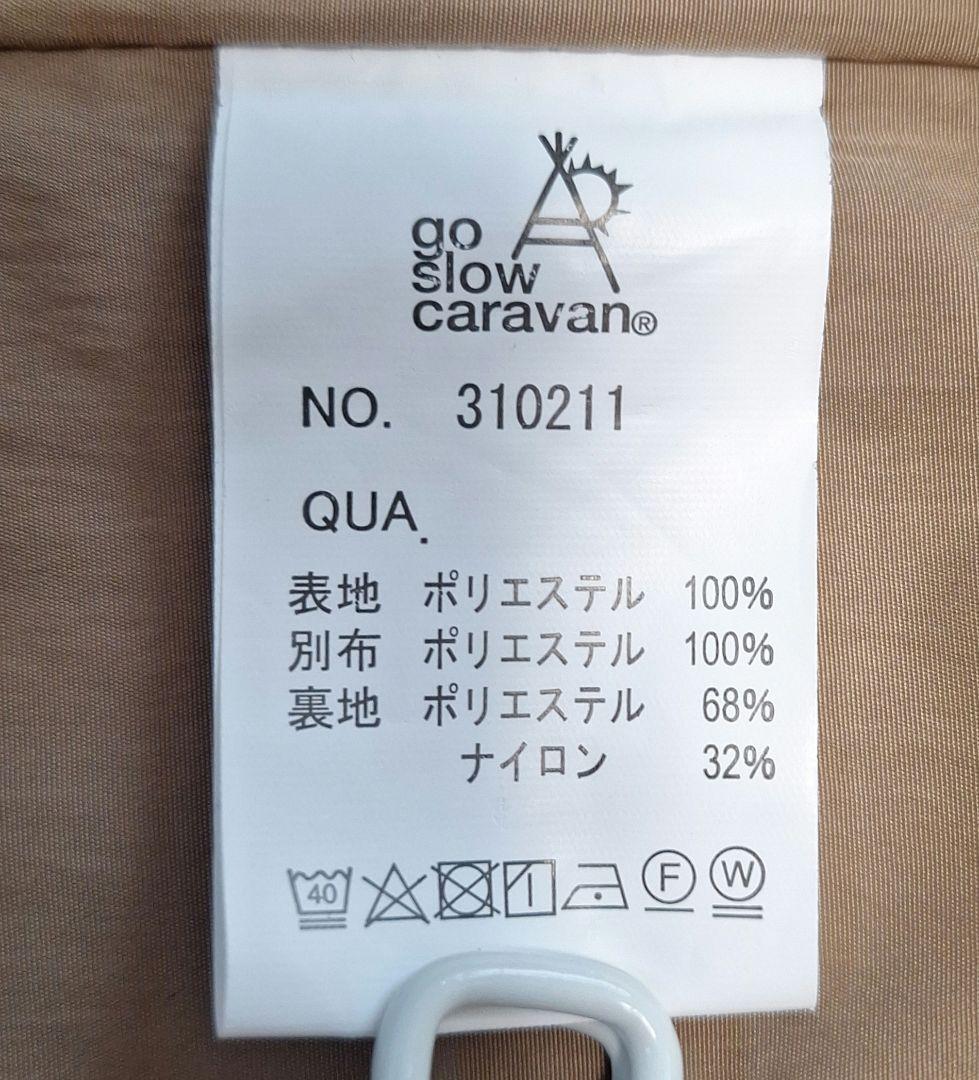 go
slow
caravan®
NO. 310211
QUA.
表地 ポリエステル 100%
別布 ポリエステル 100%
裏地 ポリエステル 68%
ナイロン 32%
40 F W